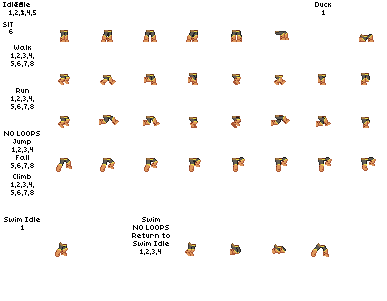 Idle
1,2,3,4,5
Duck
1
SIT
6
Walk
1,2,3,4,
5,6,7,8
Run
1,2,3,4,
5,6,7,8
NO LOOPS
Jump
1,2,3,4
Fall
5,6,7,8
Climb
1,2,3,4,
5,6,7,8
Swim Idle
1
Swim
NO LOOPS
Return to
Swim Idle
1,2,3,4